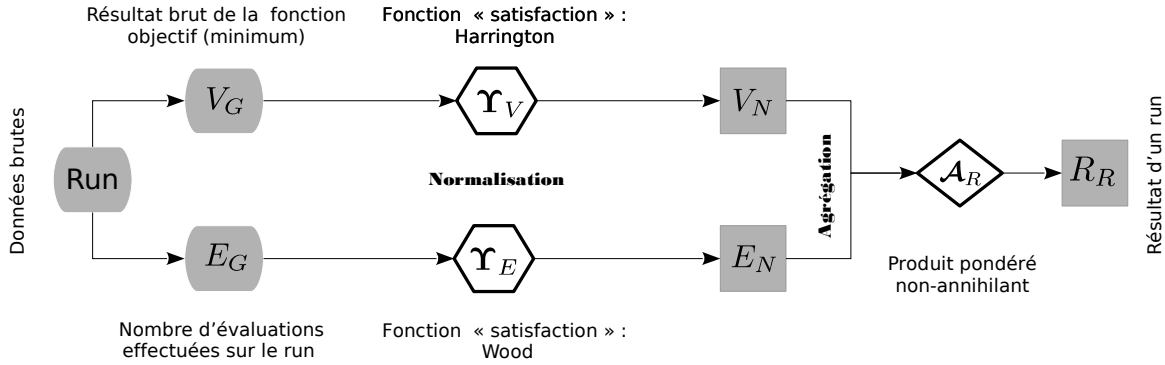 Résultat brut de la fonction
objectif (minimum)
Fonction « satisfaction » :
Harrington
Données brutes
Run
V_G
ϒ_V
V_N
Normalisation
Agrégation
𝓐_R
R_R
Résultat d'un run
E_G
ϒ_E
E_N
Produit pondéré
non-annihilant
Nombre d'évaluations
effectuées sur le run
Fonction « satisfaction » :
Wood